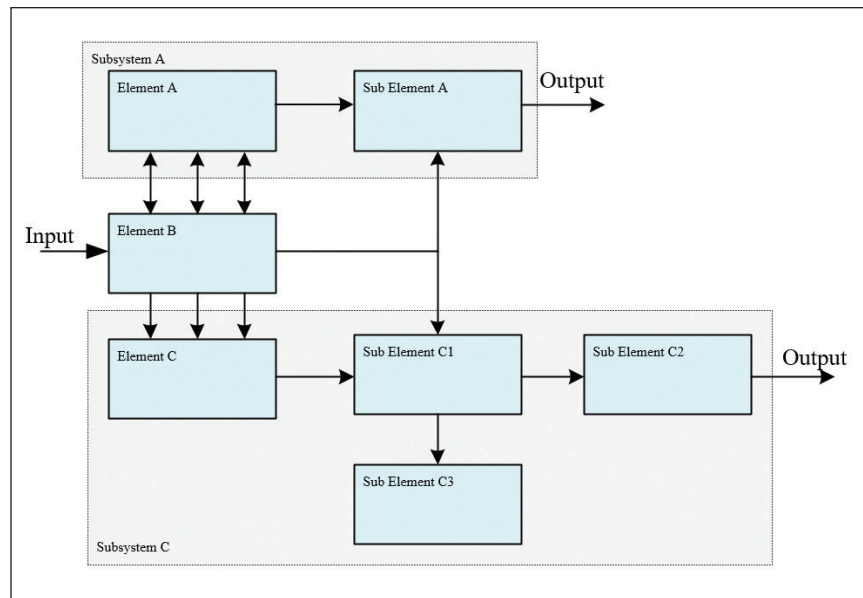 Subsystem A
Element A
Sub Element A
Output
Element B
Input
Element C
Sub Element C1
Sub Element C2
Output
Sub Element C3
Subsystem C